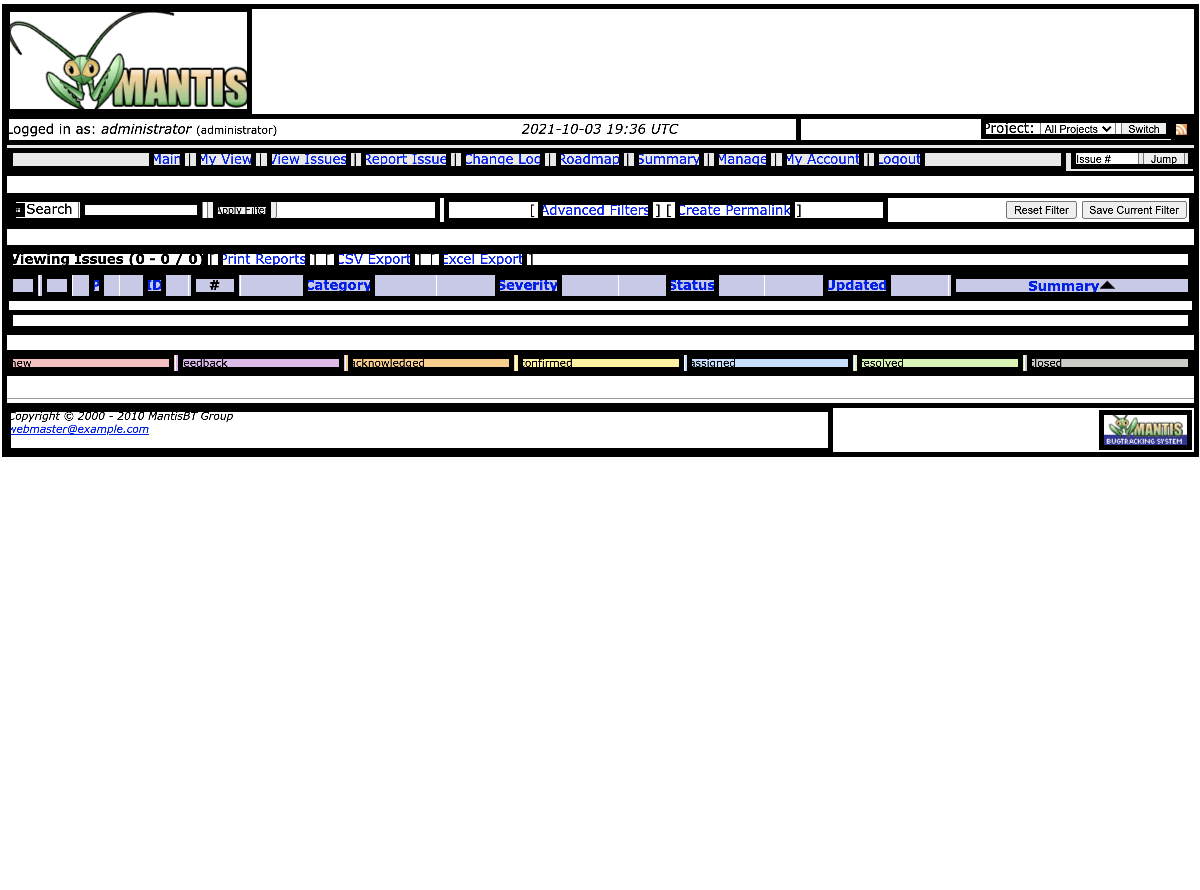 MANTIS
Logged in as: administrator (administrator) 2021-10-03 19:36 UTC Project: All Projects Switch
Main | My View | View Issues | Report Issue | Change Log | Roadmap | Summary | Manage | My Account | Logout Issue # Jump
Search Apply Filter [ Advanced Filters ] [ Create Permalink ] Reset Filter Save Current Filter
Viewing Issues (0 - 0 / 0) [ Print Reports ] [ CSV Export ] [ Excel Export ]
P ID # Category Severity Status Updated Summary
new feedback acknowledged confirmed assigned resolved closed
Copyright © 2000 - 2010 MantisBT Group
webmaster@example.com
MANTIS
BUGTRACKING SYSTEM